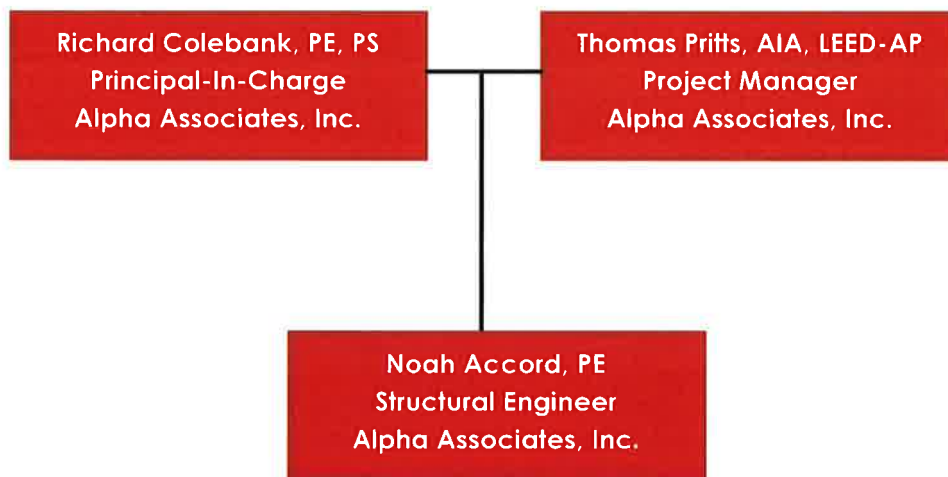 Richard Colebank, PE, PS
Principal-In-Charge
Alpha Associates, Inc.
Thomas Pritts, AIA, LEED-AP
Project Manager
Alpha Associates, Inc.
Noah Accord, PE
Structural Engineer
Alpha Associates, Inc.